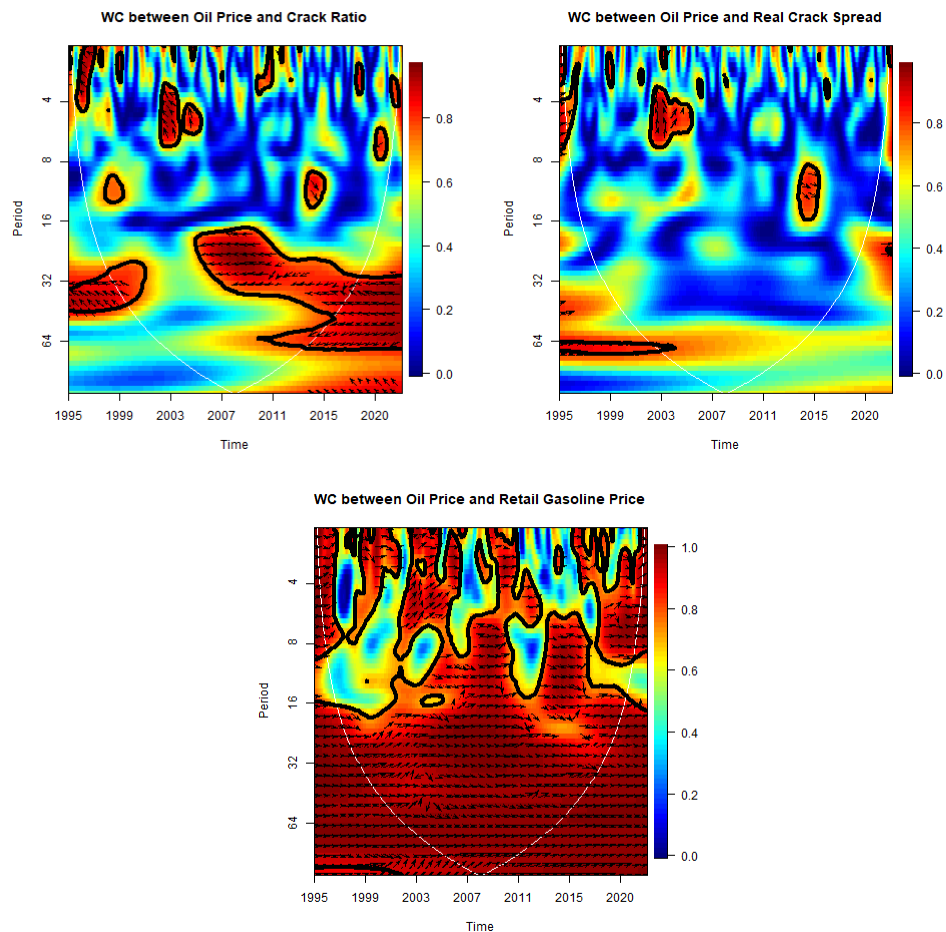 WC between Oil Price and Crack Ratio
4
8
16
32
64
Period
1995 1999 2003 2007 2011 2015 2020
Time
0.8
0.6
0.4
0.2
0.0
WC between Oil Price and Real Crack Spread
4
8
16
32
64
Period
1995 1999 2003 2007 2011 2015 2020
Time
0.8
0.6
0.4
0.2
0.0
WC between Oil Price and Retail Gasoline Price
4
8
16
32
64
Period
1995 1999 2003 2007 2011 2015 2020
Time
1.0
0.8
0.6
0.4
0.2
0.0